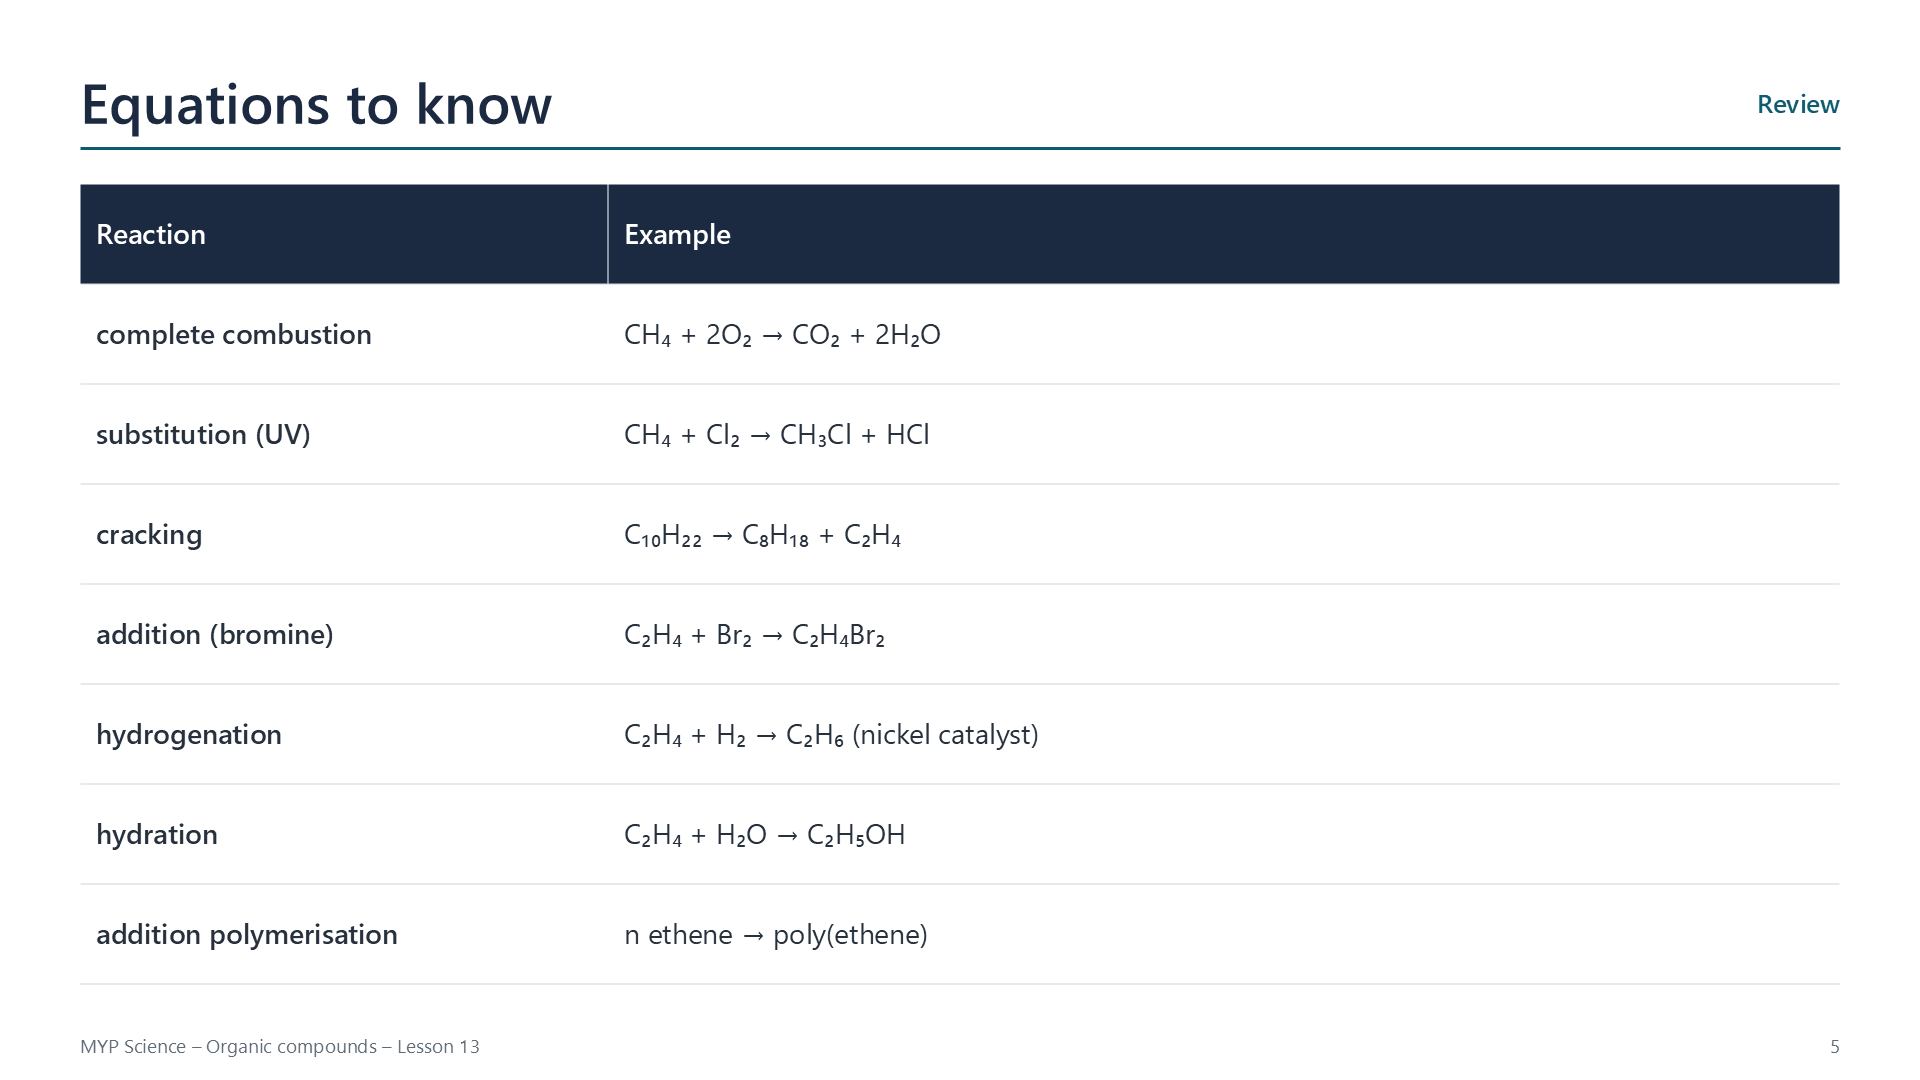 Equations to know
Review
Reaction
Example
complete combustion
CH₄ + 2O₂ → CO₂ + 2H₂O
substitution (UV)
CH₄ + Cl₂ → CH₃Cl + HCl
cracking
C₁₀H₂₂ → C₈H₁₈ + C₂H₄
addition (bromine)
C₂H₄ + Br₂ → C₂H₄Br₂
hydrogenation
C₂H₄ + H₂ → C₂H₆ (nickel catalyst)
hydration
C₂H₄ + H₂O → C₂H₅OH
addition polymerisation
n ethene → poly(ethene)
MYP Science – Organic compounds – Lesson 13
5